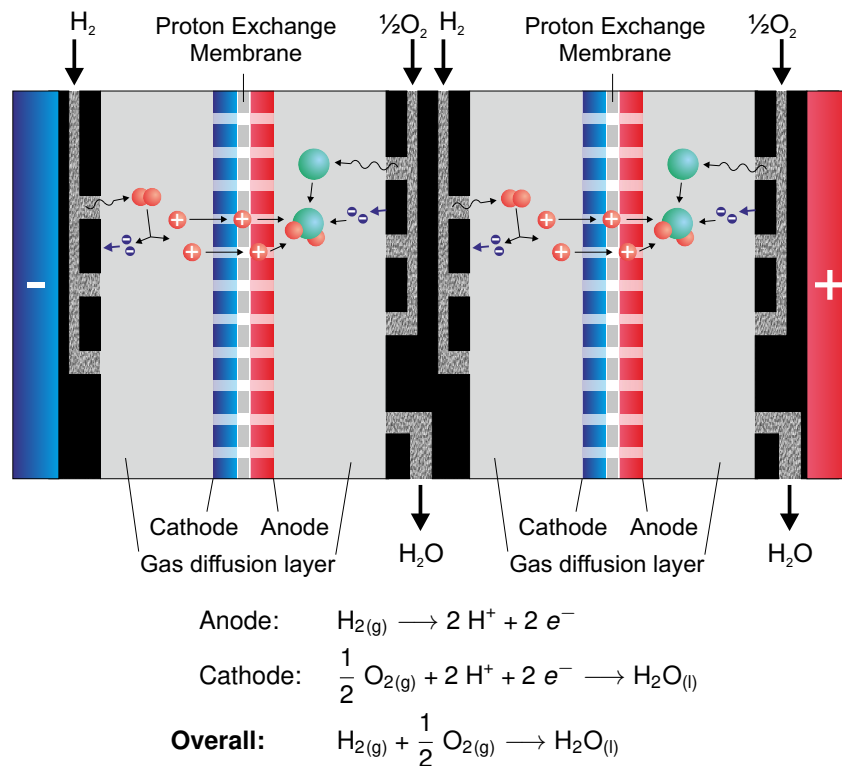 H₂ Proton Exchange Membrane ½O₂ H₂ Proton Exchange Membrane ½O₂
- +
Cathode Anode Cathode Anode
Gas diffusion layer H₂O Gas diffusion layer H₂O
Anode: H₂(g) ⟶ 2 H⁺ + 2 e⁻
Cathode: 1/2 O₂(g) + 2 H⁺ + 2 e⁻ ⟶ H₂O(l)
Overall: H₂(g) + 1/2 O₂(g) ⟶ H₂O(l)